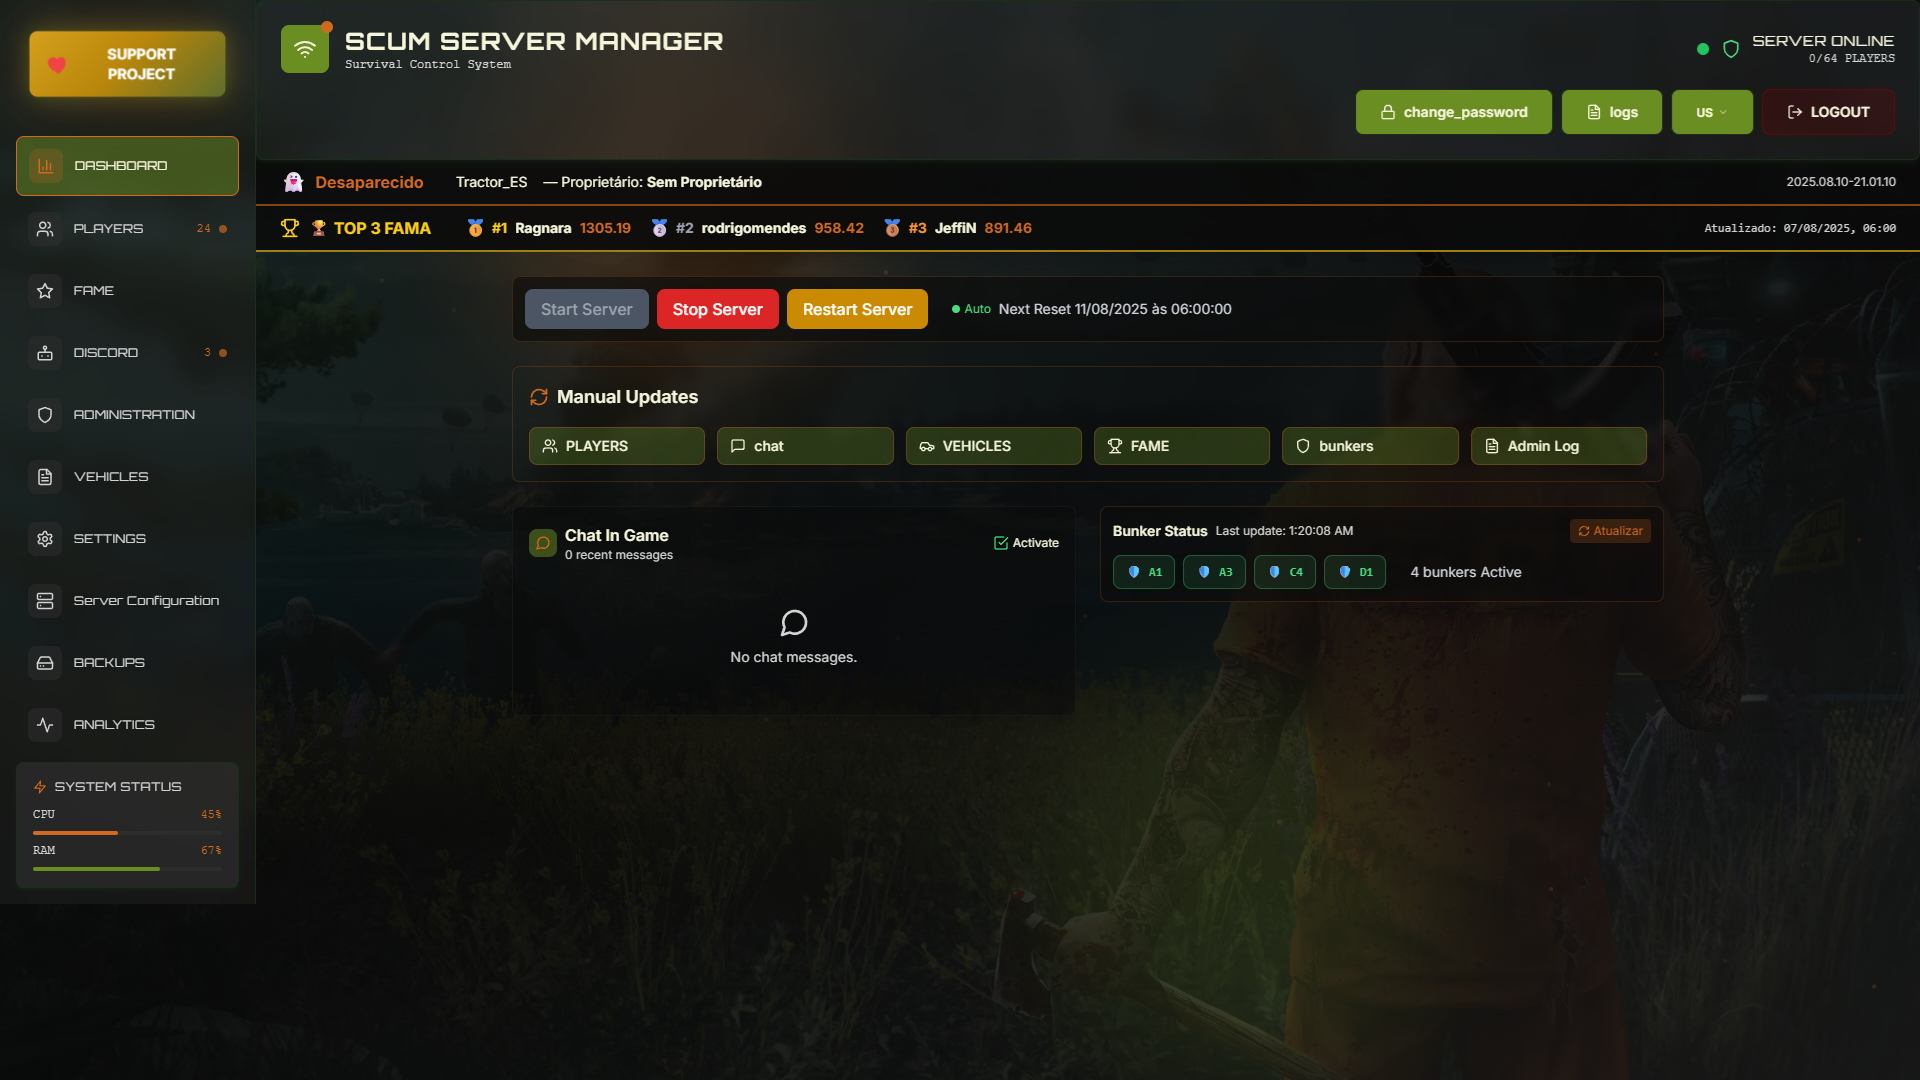 SUPPORT
PROJECT
DASHBOARD
PLAYERS 24
FAME
DISCORD 3
ADMINISTRATION
VEHICLES
SETTINGS
Server Configuration
BACKUPS
ANALYTICS
SYSTEM STATUS
CPU 45%
RAM 67%
SCUM SERVER MANAGER
Survival Control System
SERVER ONLINE
0/64 PLAYERS
change_password logs US LOGOUT
Desaparecido Tractor_ES — Proprietário: Sem Proprietário 2025.08.10-21.01.10
TOP 3 FAMA #1 Ragnara 1305.19 #2 rodrigomendes 958.42 #3 JeffiN 891.46 Atualizado: 07/08/2025, 06:00
Start Server Stop Server Restart Server Auto Next Reset 11/08/2025 às 06:00:00
Manual Updates
PLAYERS chat VEHICLES FAME bunkers Admin Log
Chat In Game
0 recent messages
Activate
No chat messages.
Bunker Status Last update: 1:20:08 AM Atualizar
A1 A3 C4 D1 4 bunkers Active